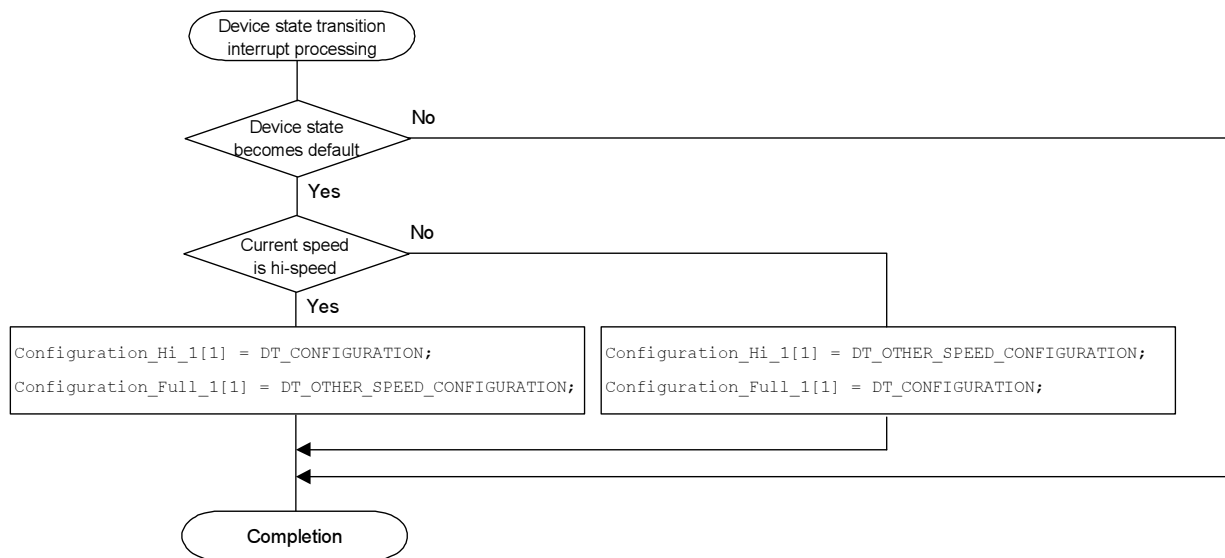 Device state transition
interrupt processing
Device state
becomes default
No
Yes
Current speed
is hi-speed
No
Yes
Configuration_Hi_1[1] = DT_CONFIGURATION;
Configuration_Full_1[1] = DT_OTHER_SPEED_CONFIGURATION;
Configuration_Hi_1[1] = DT_OTHER_SPEED_CONFIGURATION;
Configuration_Full_1[1] = DT_CONFIGURATION;
Completion